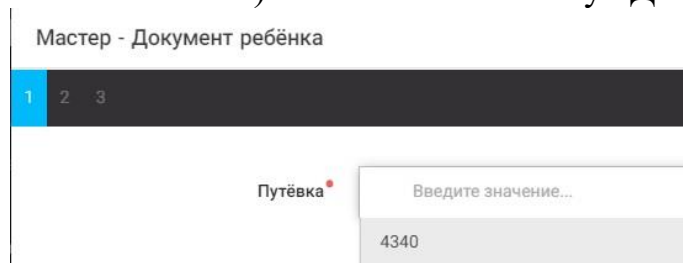 Мастер - Документ ребёнка
1 2 3
Путёвка
Введите значение...
4340